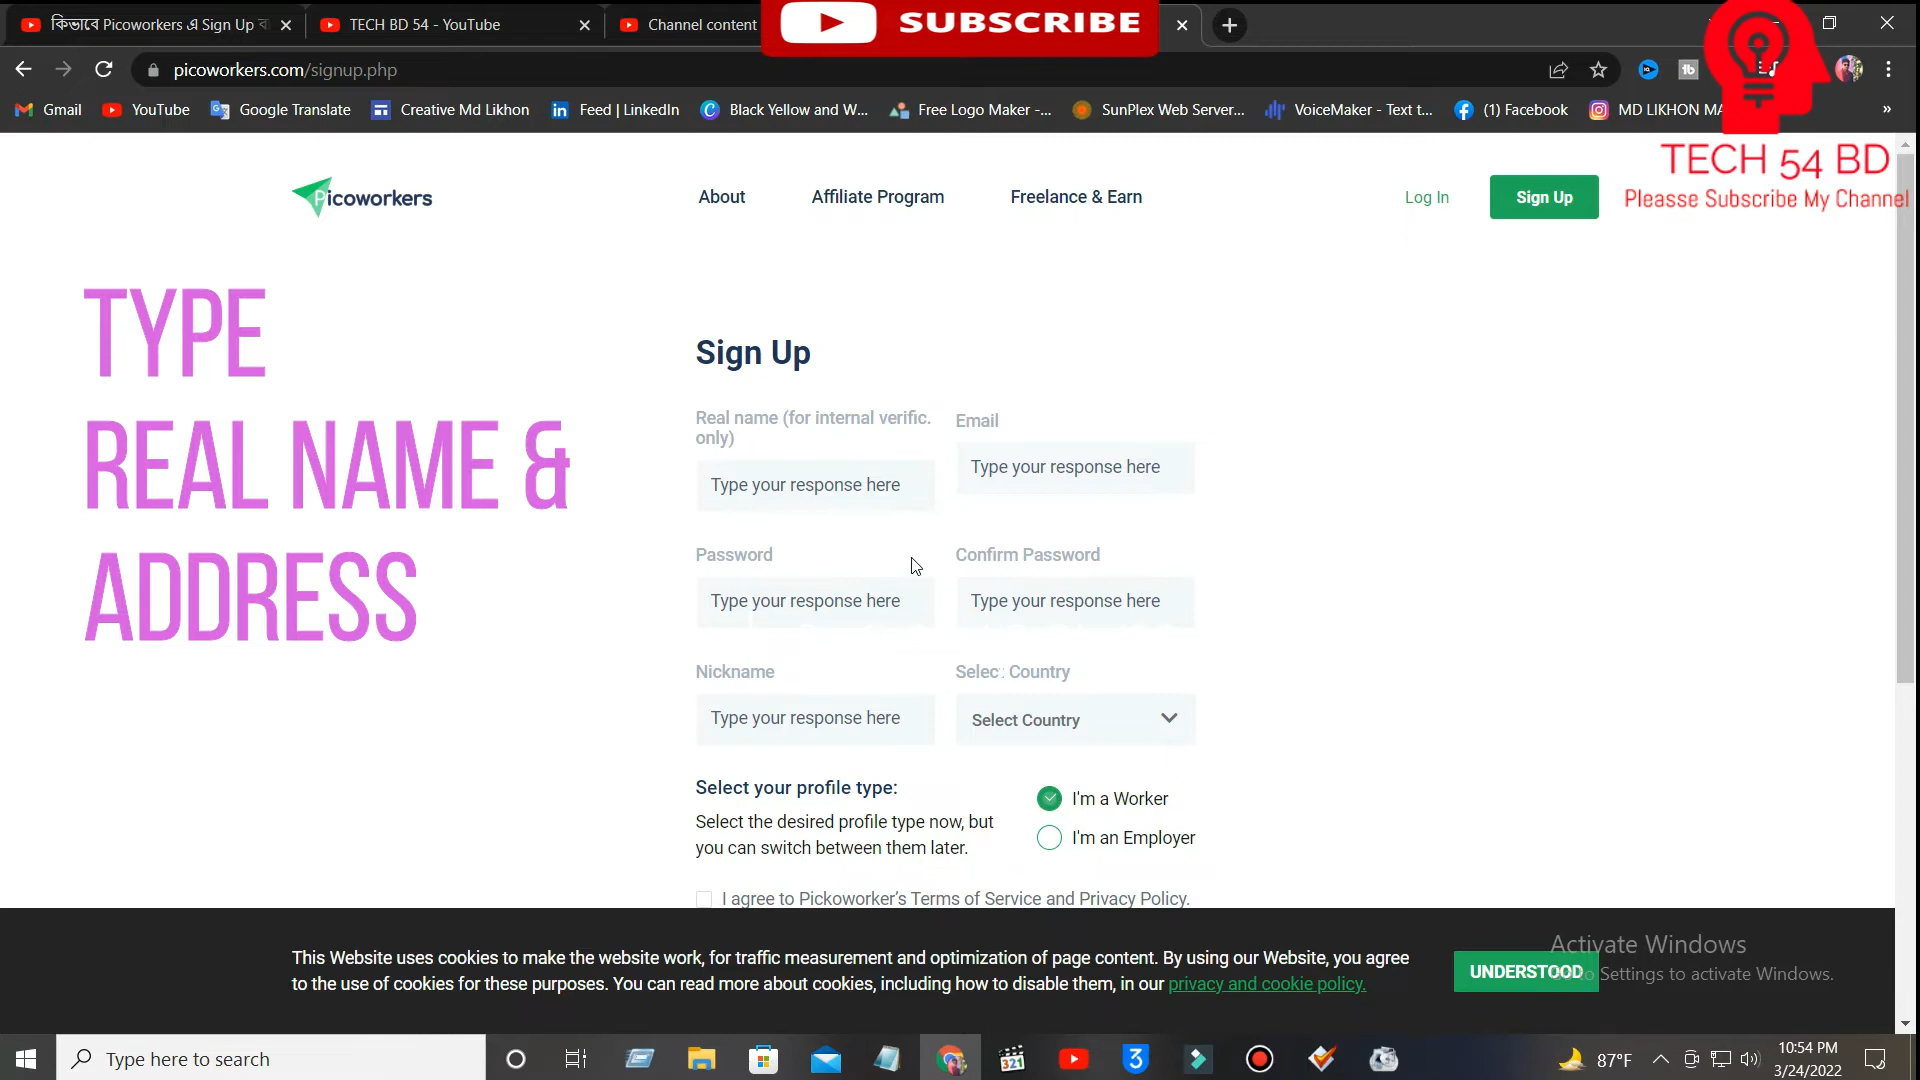 কিভাবে Picoworkers এ Sign Up
TECH BD 54 - YouTube
Channel content
SUBSCRIBE
picoworkers.com/signup.php
Gmail
YouTube
Google Translate
Creative Md Likhon
Feed | LinkedIn
Black Yellow and W...
Free Logo Maker -...
SunPlex Web Server...
VoiceMaker - Text t...
(1) Facebook
MD LIKHON
»
TECH 54 BD
Pleasse Subscribe My Channel
Picoworkers
About
Affiliate Program
Freelance & Earn
Log In
Sign Up
TYPE
REAL NAME &
ADDRESS
Sign Up
Real name (for internal verific.
only)
Email
Type your response here
Type your response here
Password
Confirm Password
Type your response here
Type your response here
Nickname
Select Country
Type your response here
Select Country
Select your profile type:
Select the desired profile type now, but
you can switch between them later.
I'm a Worker
I'm an Employer
I agree to Pickoworker's Terms of Service and Privacy Policy.
This Website uses cookies to make the website work, for traffic measurement and optimization of page content. By using our Website, you agree
to the use of cookies for these purposes. You can read more about cookies, including how to disable them, in our privacy and cookie policy.
UNDERSTOOD
Activate Windows
to Settings to activate Windows.
Type here to search
321
3
87°F
10:54 PM
3/24/2022